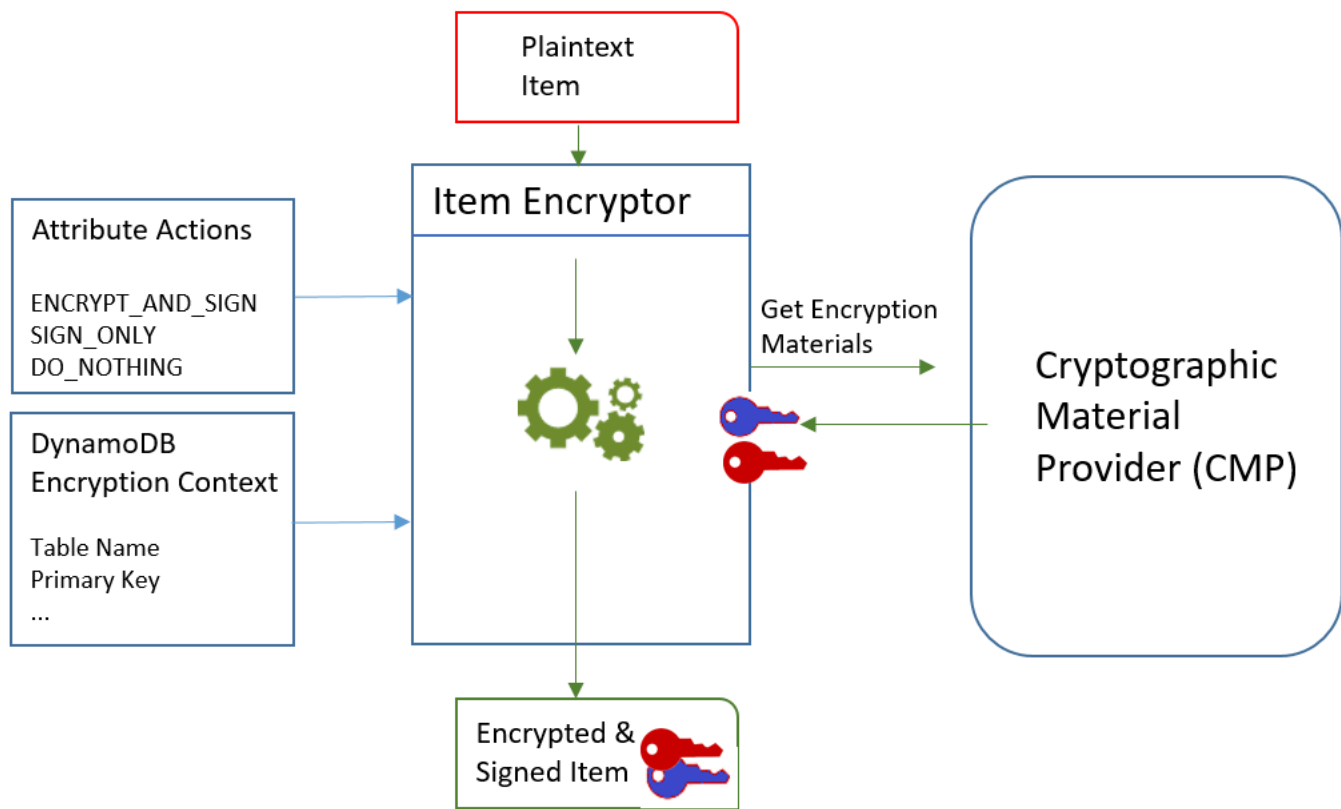 Plaintext
Item
Item Encryptor
Attribute Actions
ENCRYPT_AND_SIGN
SIGN_ONLY
DO_NOTHING
DynamoDB
Encryption Context
Table Name
Primary Key
...
Get Encryption
Materials
Cryptographic
Material
Provider (CMP)
Encrypted &
Signed Item